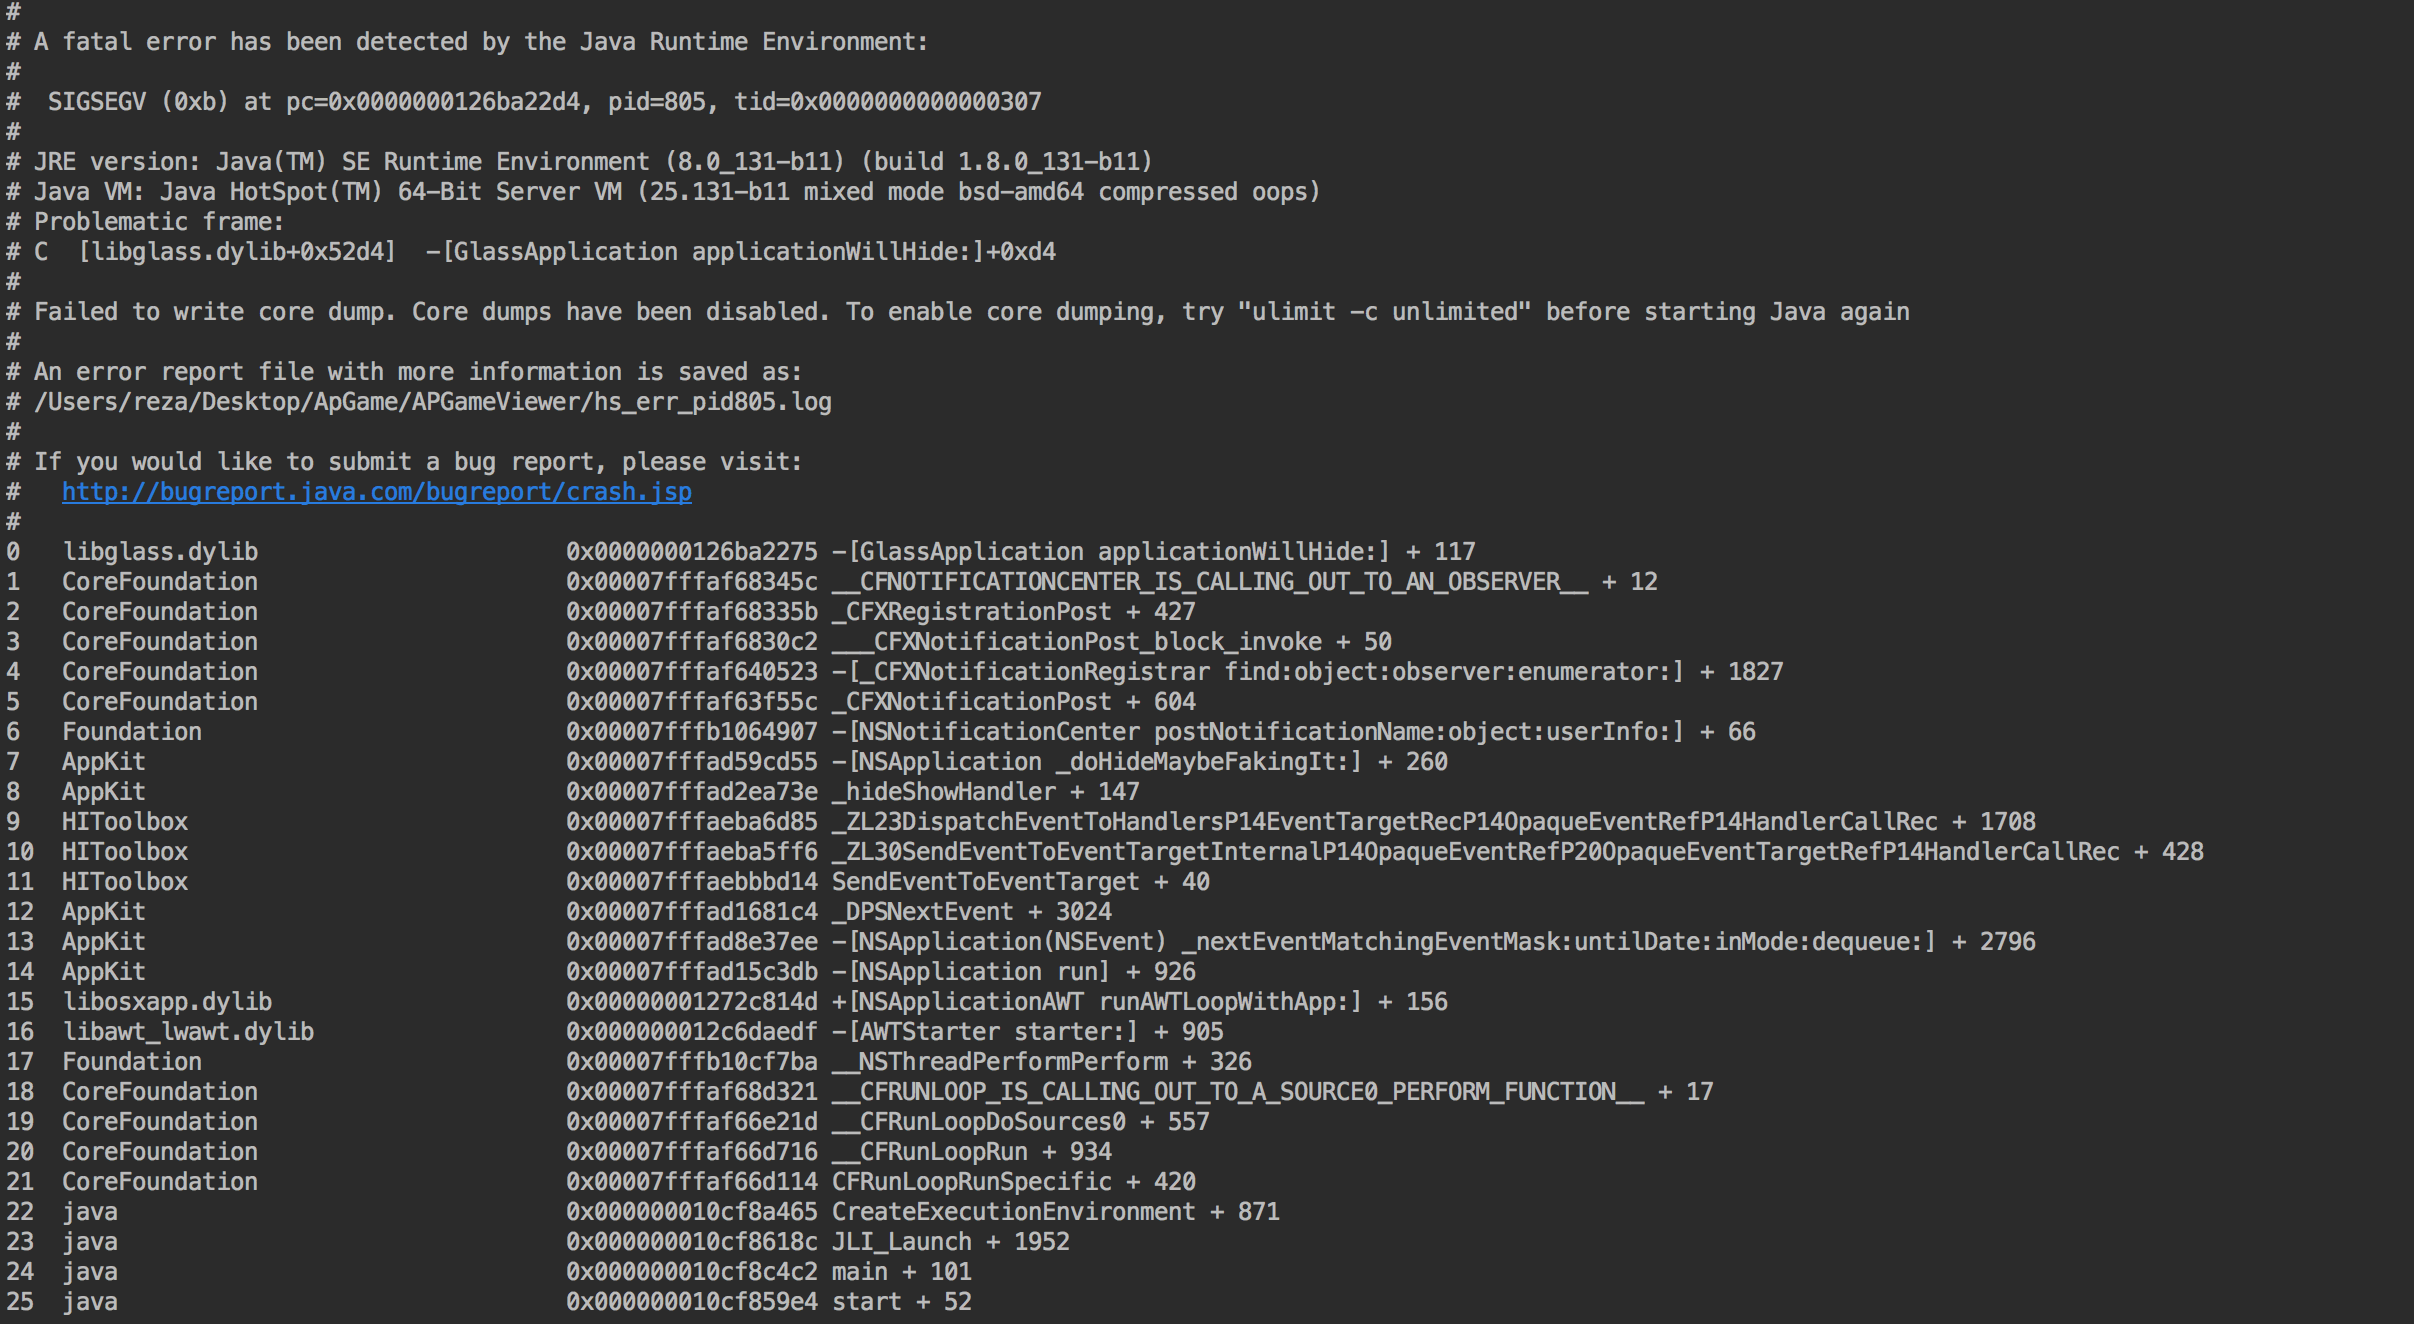 #
# A fatal error has been detected by the Java Runtime Environment:
#
#  SIGSEGV (0xb) at pc=0x0000000126ba22d4, pid=805, tid=0x0000000000000307
#
# JRE version: Java(TM) SE Runtime Environment (8.0_131-b11) (build 1.8.0_131-b11)
# Java VM: Java HotSpot(TM) 64-Bit Server VM (25.131-b11 mixed mode bsd-amd64 compressed oops)
# Problematic frame:
# C  [libglass.dylib+0x52d4]  -[GlassApplication applicationWillHide:]+0xd4
#
# Failed to write core dump. Core dumps have been disabled. To enable core dumping, try "ulimit -c unlimited" before starting Java again
#
# An error report file with more information is saved as:
# /Users/reza/Desktop/ApGame/APGameViewer/hs_err_pid805.log
#
# If you would like to submit a bug report, please visit:
#   http://bugreport.java.com/bugreport/crash.jsp
#
0   libglass.dylib                      0x0000000126ba2275 -[GlassApplication applicationWillHide:] + 117
1   CoreFoundation                      0x00007fffaf68345c __CFNOTIFICATIONCENTER_IS_CALLING_OUT_TO_AN_OBSERVER__ + 12
2   CoreFoundation                      0x00007fffaf68335b _CFXRegistrationPost + 427
3   CoreFoundation                      0x00007fffaf6830c2 ___CFXNotificationPost_block_invoke + 50
4   CoreFoundation                      0x00007fffaf640523 -[_CFXNotificationRegistrar find:object:observer:enumerator:] + 1827
5   CoreFoundation                      0x00007fffaf63f55c _CFXNotificationPost + 604
6   Foundation                          0x00007fffb1064907 -[NSNotificationCenter postNotificationName:object:userInfo:] + 66
7   AppKit                              0x00007fffad59cd55 -[NSApplication _doHideMaybeFakingIt:] + 260
8   AppKit                              0x00007fffad2ea73e _hideShowHandler + 147
9   HIToolbox                           0x00007fffaeba6d85 _ZL23DispatchEventToHandlersP14EventTargetRecP14OpaqueEventRefP14HandlerCallRec + 1708
10  HIToolbox                           0x00007fffaeba5ff6 _ZL30SendEventToEventTargetInternalP14OpaqueEventRefP20OpaqueEventTargetRefP14HandlerCallRec + 428
11  HIToolbox                           0x00007fffaebbbd14 SendEventToEventTarget + 40
12  AppKit                              0x00007fffad1681c4 _DPSNextEvent + 3024
13  AppKit                              0x00007fffad8e37ee -[NSApplication(NSEvent) _nextEventMatchingEventMask:untilDate:inMode:dequeue:] + 2796
14  AppKit                              0x00007fffad15c3db -[NSApplication run] + 926
15  libosxapp.dylib                     0x00000001272c814d +[NSApplicationAWT runAWTLoopWithApp:] + 156
16  libawt_lwawt.dylib                  0x000000012c6daedf -[AWTStarter starter:] + 905
17  Foundation                          0x00007fffb10cf7ba __NSThreadPerformPerform + 326
18  CoreFoundation                      0x00007fffaf68d321 __CFRUNLOOP_IS_CALLING_OUT_TO_A_SOURCE0_PERFORM_FUNCTION__ + 17
19  CoreFoundation                      0x00007fffaf66e21d __CFRunLoopDoSources0 + 557
20  CoreFoundation                      0x00007fffaf66d716 __CFRunLoopRun + 934
21  CoreFoundation                      0x00007fffaf66d114 CFRunLoopRunSpecific + 420
22  java                                0x000000010cf8a465 CreateExecutionEnvironment + 871
23  java                                0x000000010cf8618c JLI_Launch + 1952
24  java                                0x000000010cf8c4c2 main + 101
25  java                                0x000000010cf859e4 start + 52